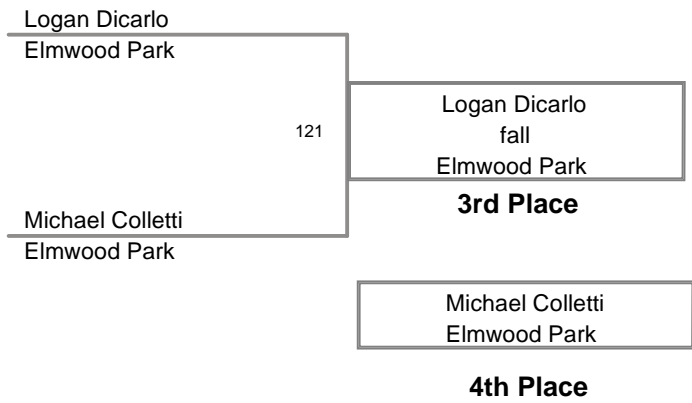 Logan Dicarlo
Elmwood Park
121
Logan Dicarlo
fall
Elmwood Park
3rd Place
Michael Colletti
Elmwood Park
Michael Colletti
Elmwood Park
4th Place